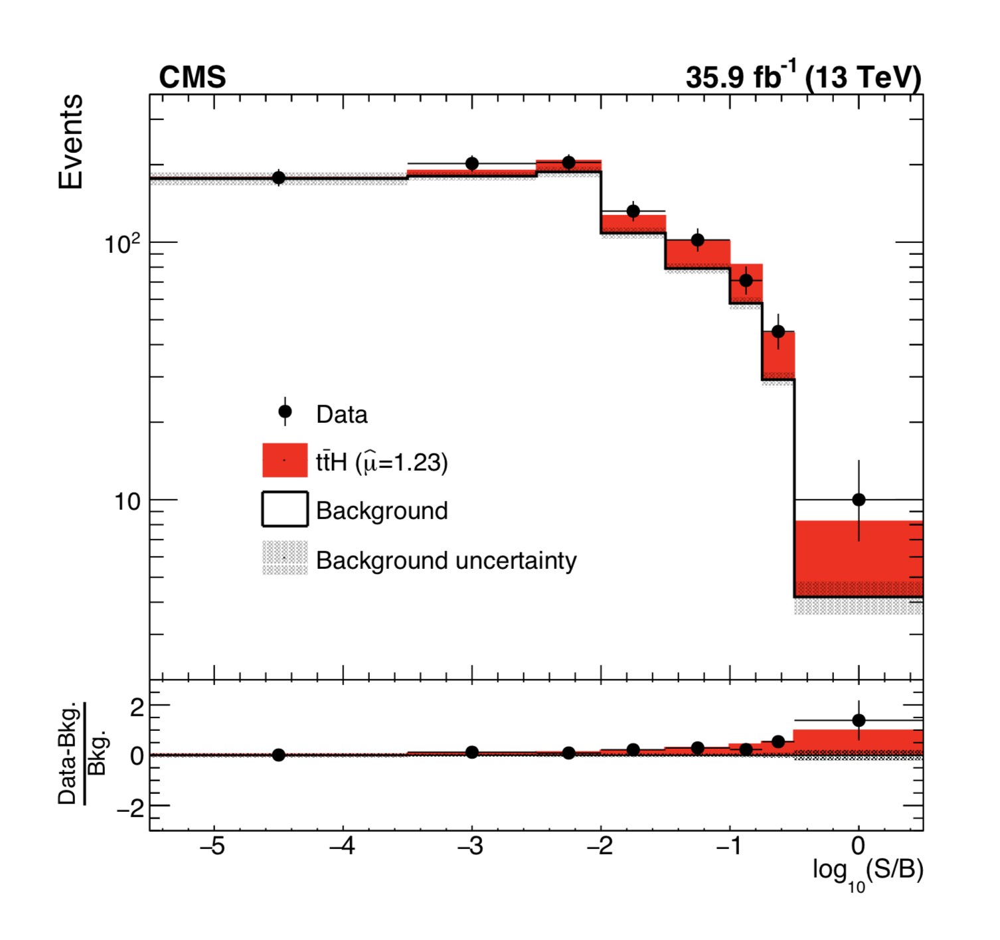 CMS
35.9 fb⁻¹ (13 TeV)
Events
10²
10
Data
tt̄H (μ̂=1.23)
Background
Background uncertainty
Data-Bkg.
Bkg.
2
0
−2
−5 −4 −3 −2 −1 0
log₁₀(S/B)